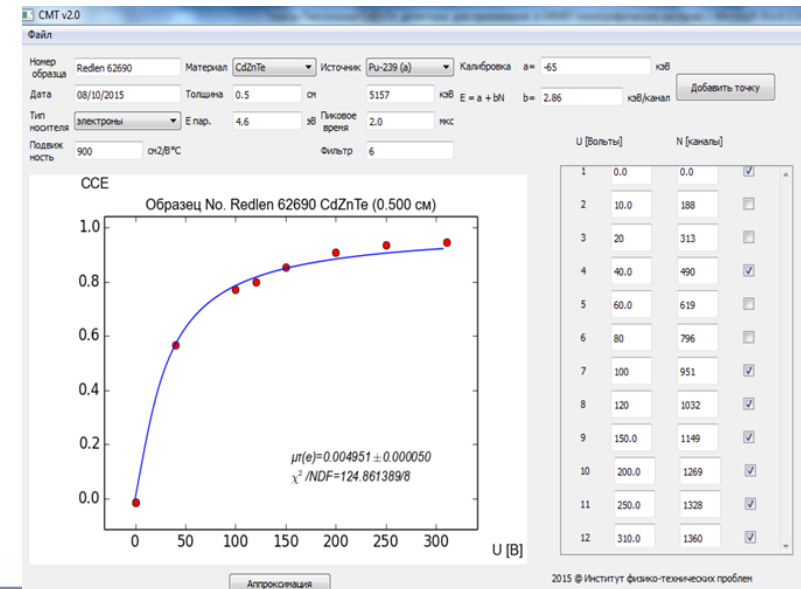 CMT v2.0
Файл
Номер образца Redlen 62690 Материал CdZnTe Источник Pu-239 (a) Калибровка a= -65 кэВ
Добавить точку
Дата 08/10/2015 Толщина 0.5 см 5157 кэВ E = a + bN b= 2.86 кэВ/канал
Тип носителя электроны E пар. 4.6 эВ Пиковое время 2.0 мкс
Подвиж ность 900 см2/В*С Фильтр 6
U [Вольты] N [каналы]
1 0.0 0.0
2 10.0 188
3 20 313
4 40.0 490
5 60.0 619
6 80 796
7 100 951
8 120 1032
9 150.0 1149
10 200.0 1269
11 250.0 1328
12 310.0 1360
CCE
Образец No. Redlen 62690 CdZnTe (0.500 см)
1.0
0.8
0.6
0.4
0.2
0.0
μτ(e)=0.004951±0.000050
χ² /NDF=124.861389/8
0 50 100 150 200 250 300
U [В]
Аппроксимация
2015 @ Институт физико-технических проблем